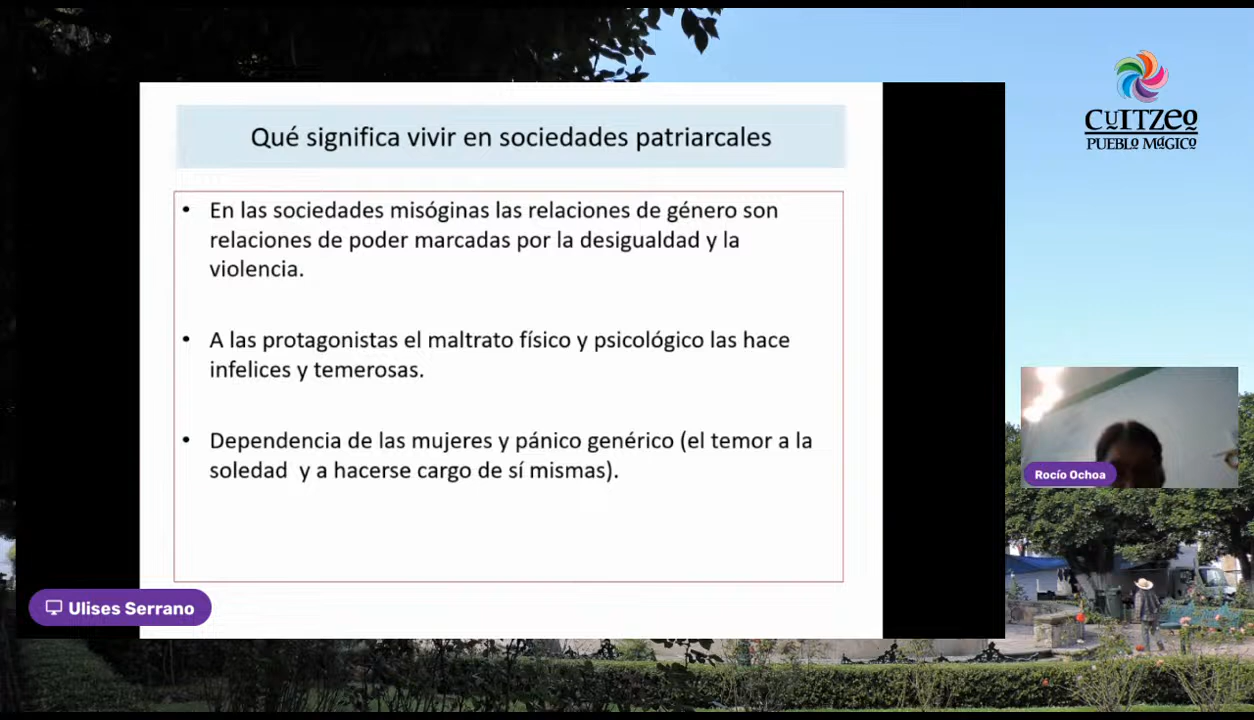 Qué significa vivir en sociedades patriarcales
• En las sociedades misóginas las relaciones de género son
relaciones de poder marcadas por la desigualdad y la
violencia.
• A las protagonistas el maltrato físico y psicológico las hace
infelices y temerosas.
• Dependencia de las mujeres y pánico genérico (el temor a la
soledad y a hacerse cargo de sí mismas).
Ulises Serrano
CUITZEO
PUEBLO MÁGICO
Rocío Ochoa